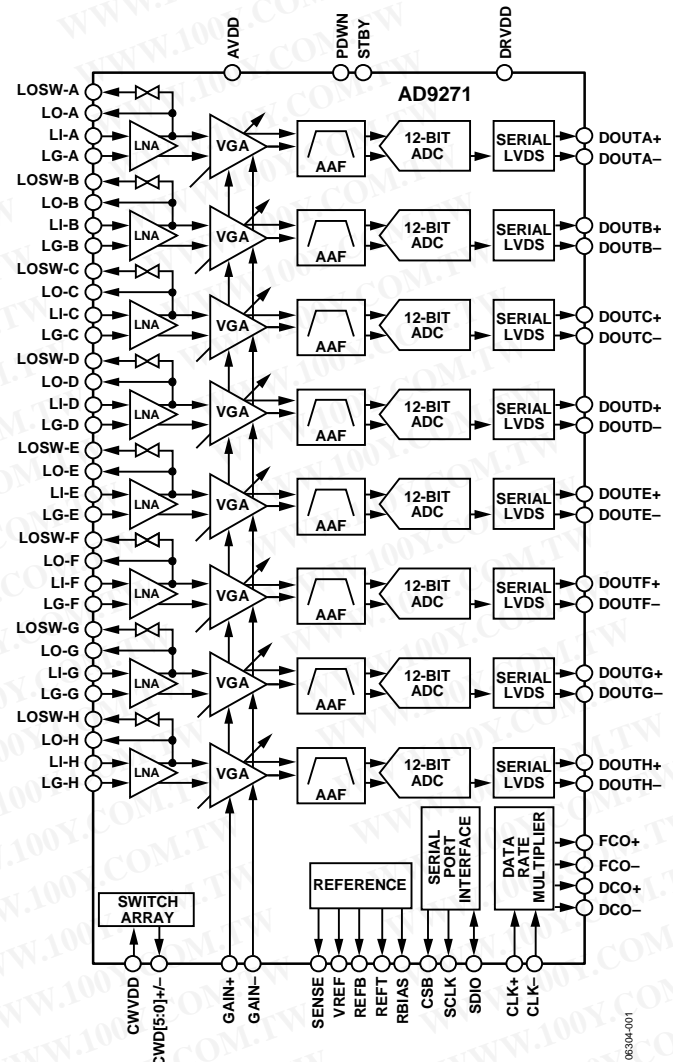 AVDD
PDWN
STBY
DRVDD
AD9271
LOSW-A
LO-A
LI-A
LG-A
LNA
VGA
AAF
12-BIT
ADC
SERIAL
LVDS
DOUTA+
DOUTA–
LOSW-B
LO-B
LI-B
LG-B
LNA
VGA
AAF
12-BIT
ADC
SERIAL
LVDS
DOUTB+
DOUTB–
LOSW-C
LO-C
LI-C
LG-C
LNA
VGA
AAF
12-BIT
ADC
SERIAL
LVDS
DOUTC+
DOUTC–
LOSW-D
LO-D
LI-D
LG-D
LNA
VGA
AAF
12-BIT
ADC
SERIAL
LVDS
DOUTD+
DOUTD–
LOSW-E
LO-E
LI-E
LG-E
LNA
VGA
AAF
12-BIT
ADC
SERIAL
LVDS
DOUTE+
DOUTE–
LOSW-F
LO-F
LI-F
LG-F
LNA
VGA
AAF
12-BIT
ADC
SERIAL
LVDS
DOUTF+
DOUTF–
LOSW-G
LO-G
LI-G
LG-G
LNA
VGA
AAF
12-BIT
ADC
SERIAL
LVDS
DOUTG+
DOUTG–
LOSW-H
LO-H
LI-H
LG-H
LNA
VGA
AAF
12-BIT
ADC
SERIAL
LVDS
DOUTH+
DOUTH–
SWITCH
ARRAY
REFERENCE
SERIAL
PORT
INTERFACE
DATA
RATE
MULTIPLIER
FCO+
FCO–
DCO+
DCO–
CWVDD
CWD[5:0]+/–
GAIN+
GAIN–
SENSE
VREF
REFB
REFT
RBIAS
CSB
SCLK
SDIO
CLK+
CLK–
06304-001
WWW.100Y.COM.TW